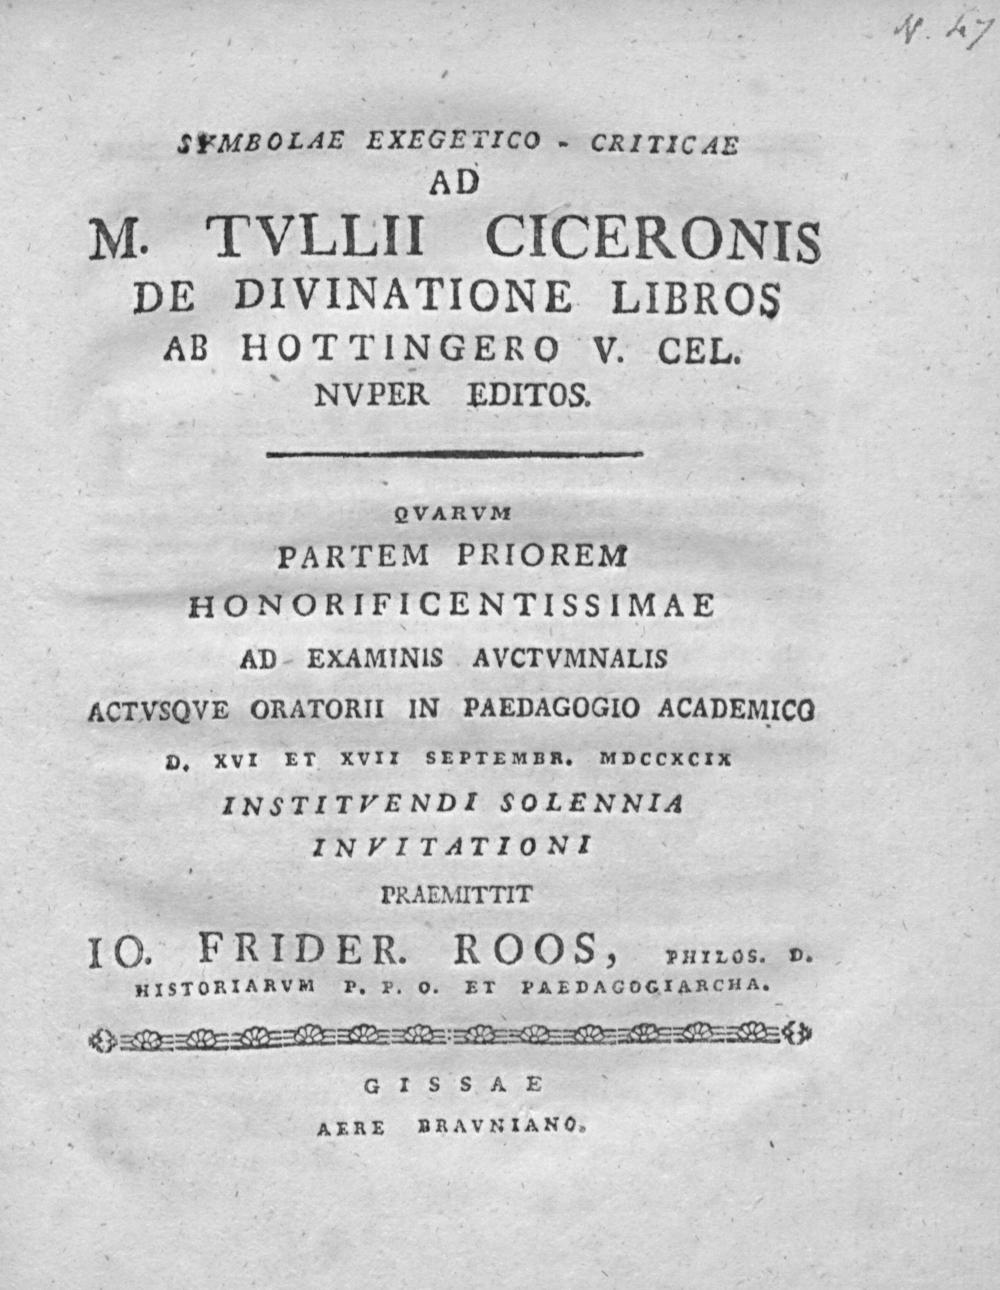 N. 47
SYMBOLAE EXEGETICO - CRITICAE
AD
M. TVLLII CICERONIS
DE DIVINATIONE LIBROS
AB HOTTINGERO V. CEL.
NVPER EDITOS.
QVARVM
PARTEM PRIOREM
HONORIFICENTISSIMAE
AD EXAMINIS AVCTVMNALIS
ACTVSQVE ORATORII IN PAEDAGOGIO ACADEMICO
D. XVI ET XVII SEPTEMBR. MDCCXCIX
INSTITVENDI SOLENNIA
INVITATIONI
PRAEMITTIT
IO. FRIDER. ROOS, PHILOS. D.
HISTORIARVM P. P. O. ET PAEDAGOGIARCHA.
GISSAE
AERE BRAVNIANO.